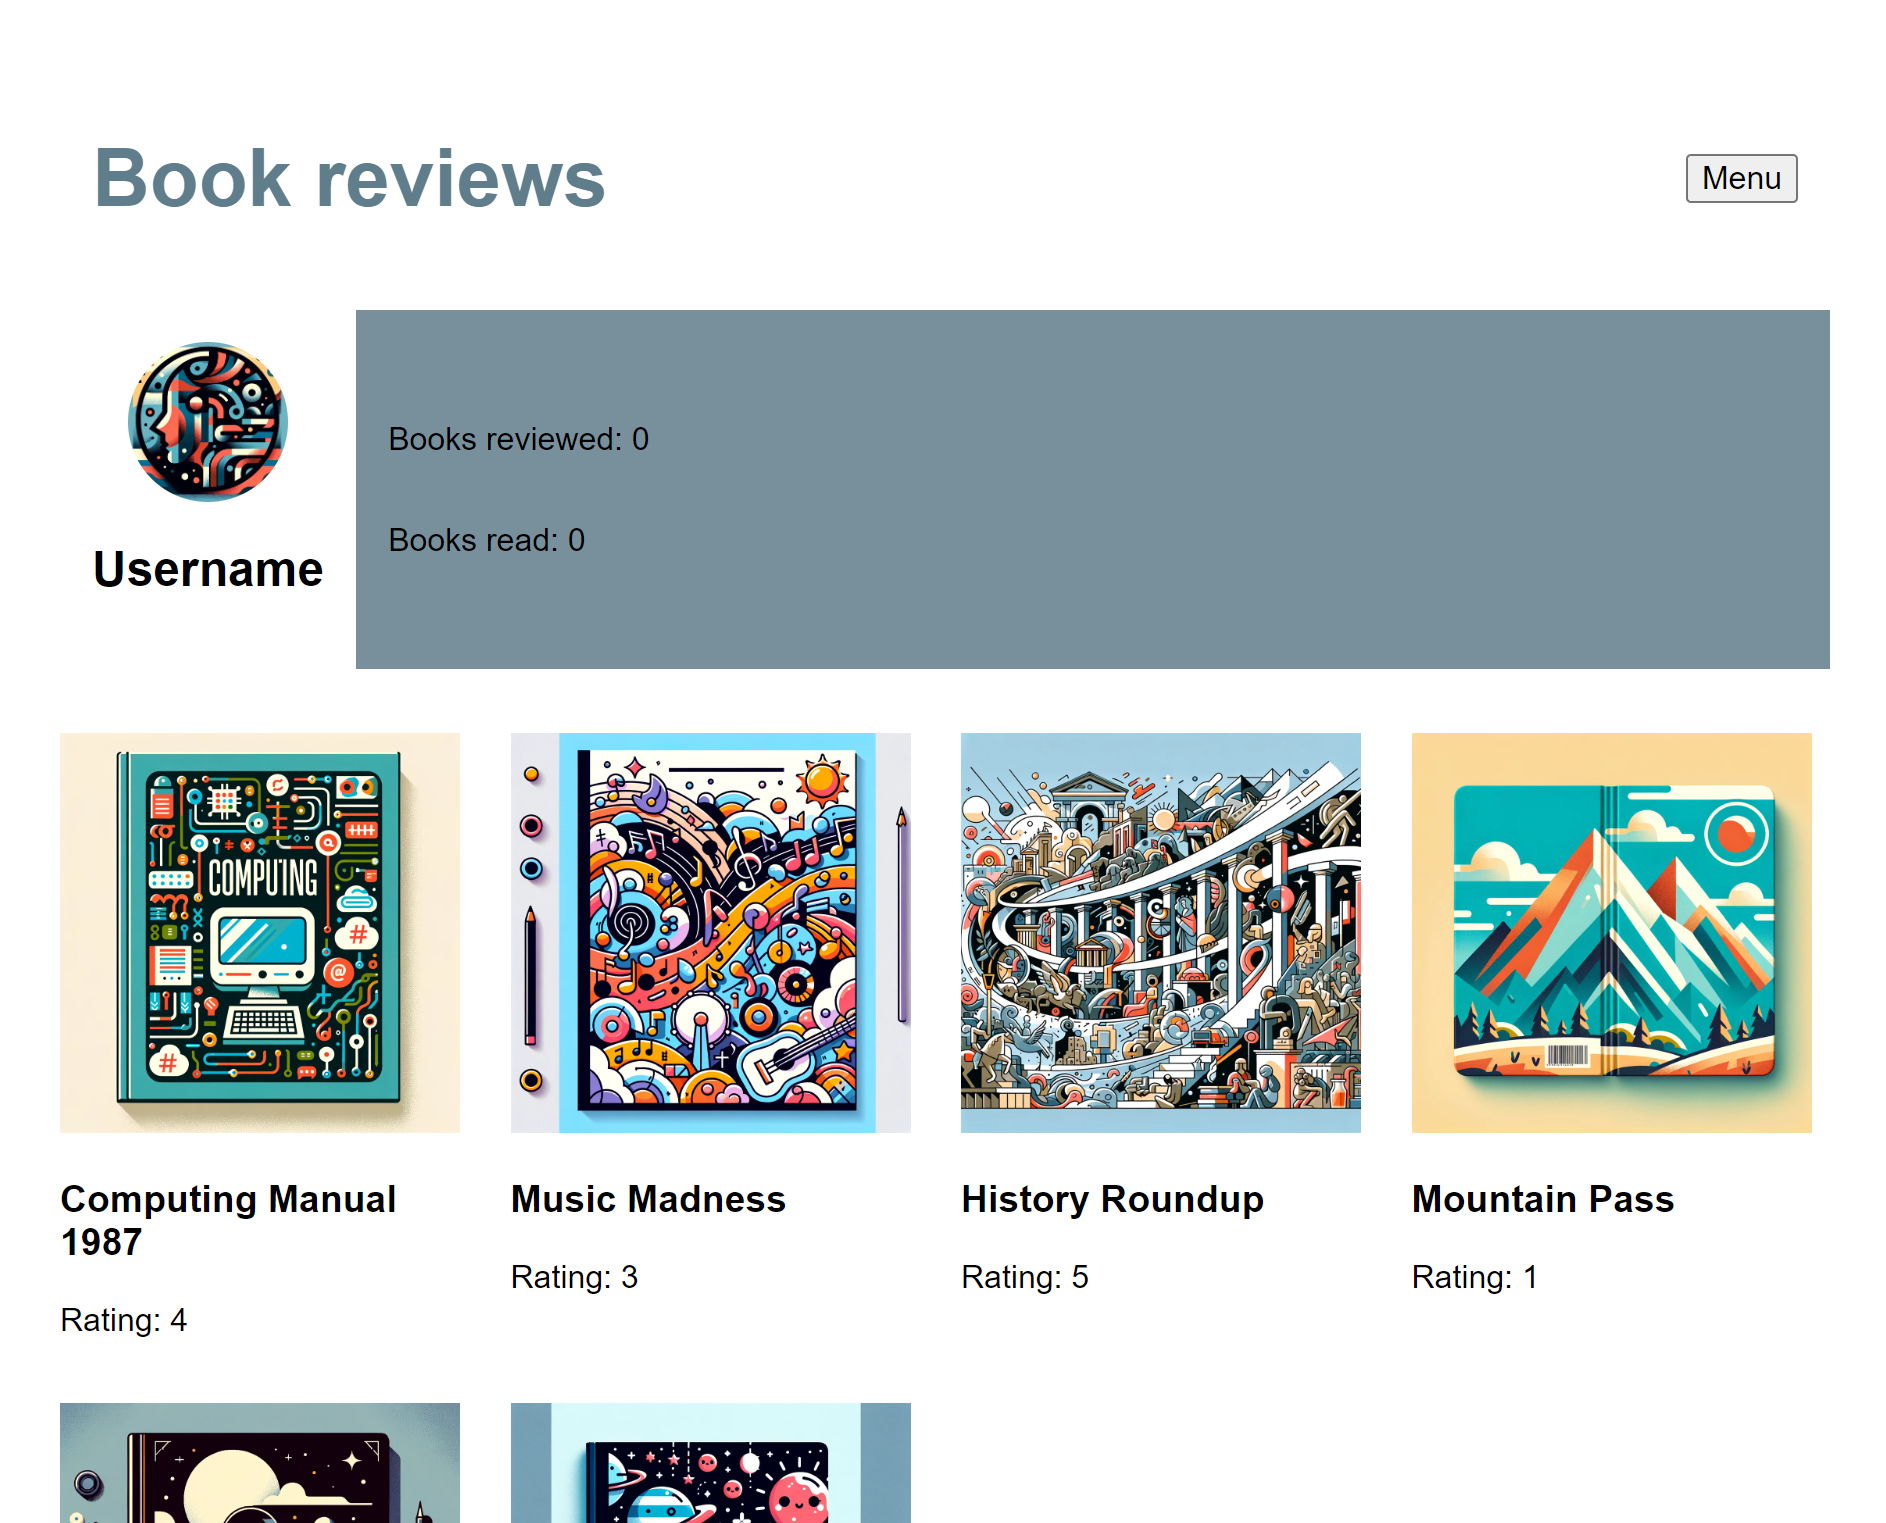 Book reviews
Menu
Books reviewed: 0
Books read: 0
Username
COMPUTING
#
@
#
Computing Manual
1987
Rating: 4
Music Madness
Rating: 3
History Roundup
Rating: 5
Mountain Pass
Rating: 1